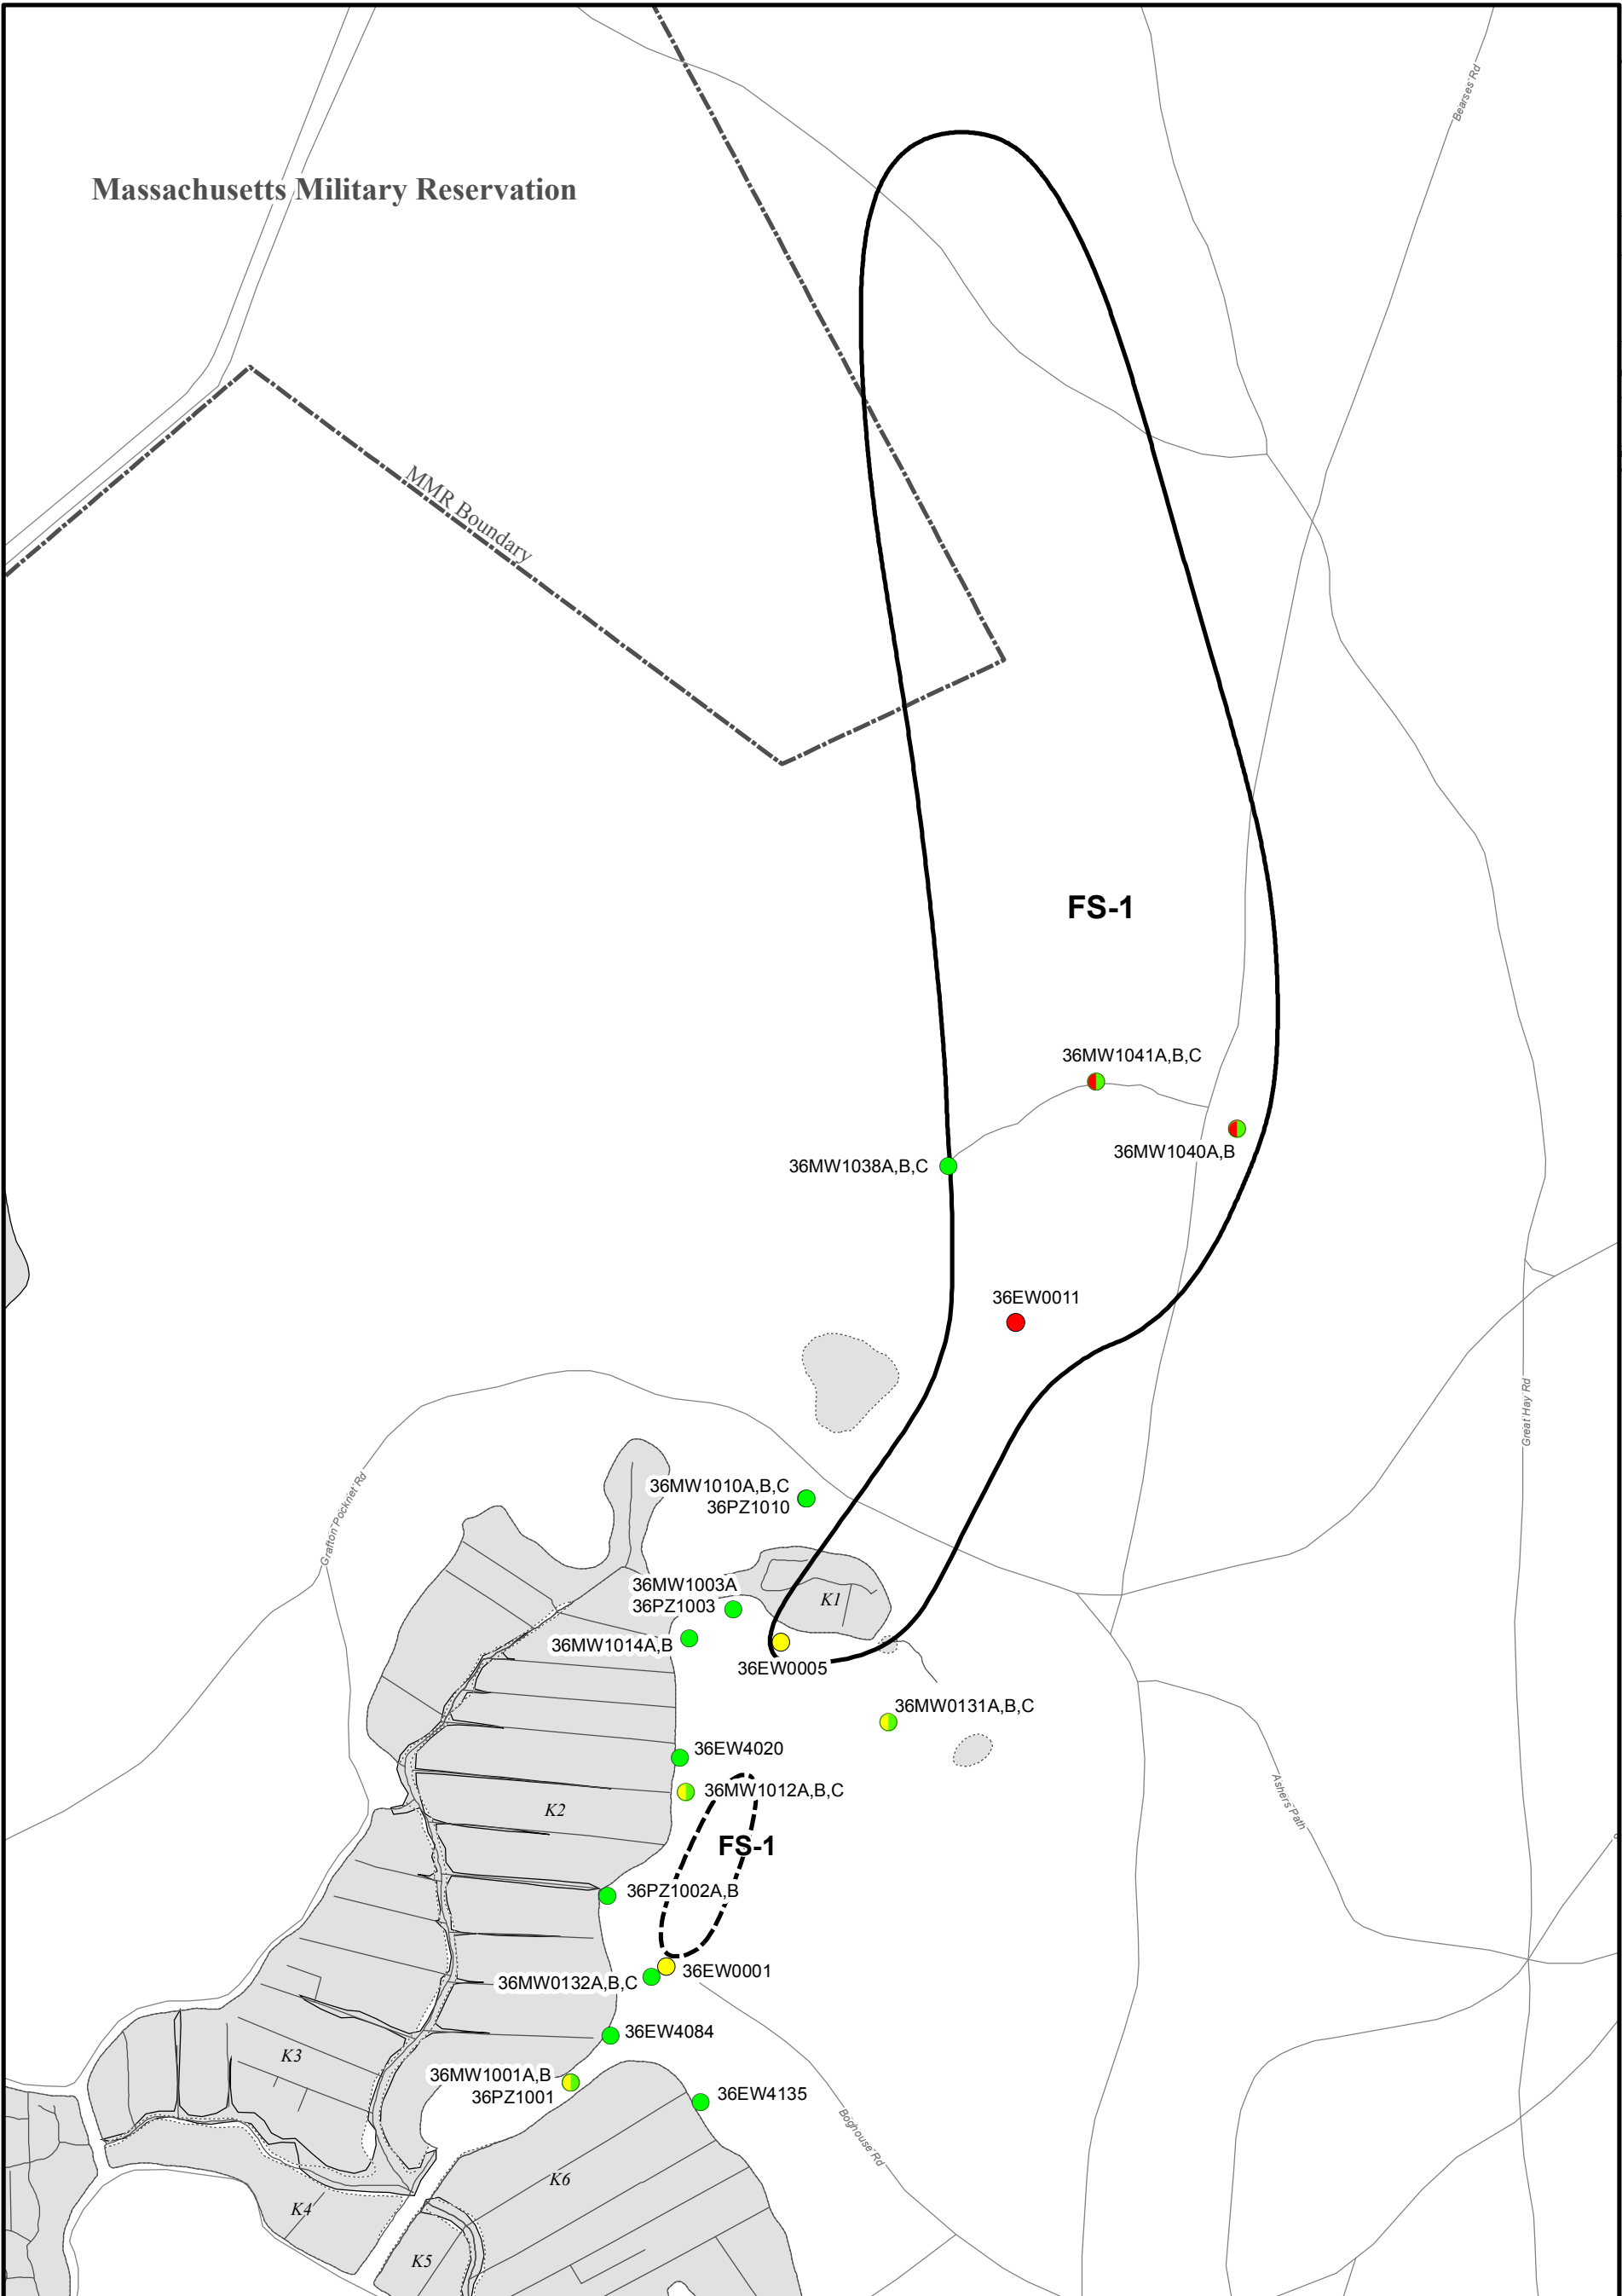 Bearses Rd
Massachusetts Military Reservation
MMR Boundary
FS-1
36MW1041A,B,C
36MW1040A,B
36MW1038A,B,C
36EW0011
Great Hay Rd
Grafton Pocknet Rd
36MW1010A,B,C
36PZ1010
36MW1003A
36PZ1003
K1
36MW1014A,B
36EW0005
36MW0131A,B,C
36EW4020
36MW1012A,B,C
K2
Ashers Path
FS-1
36PZ1002A,B
36EW0001
36MW0132A,B,C
36EW4084
K3
36MW1001A,B
36PZ1001
36EW4135
Boghouse Rd
K6
K4
K5